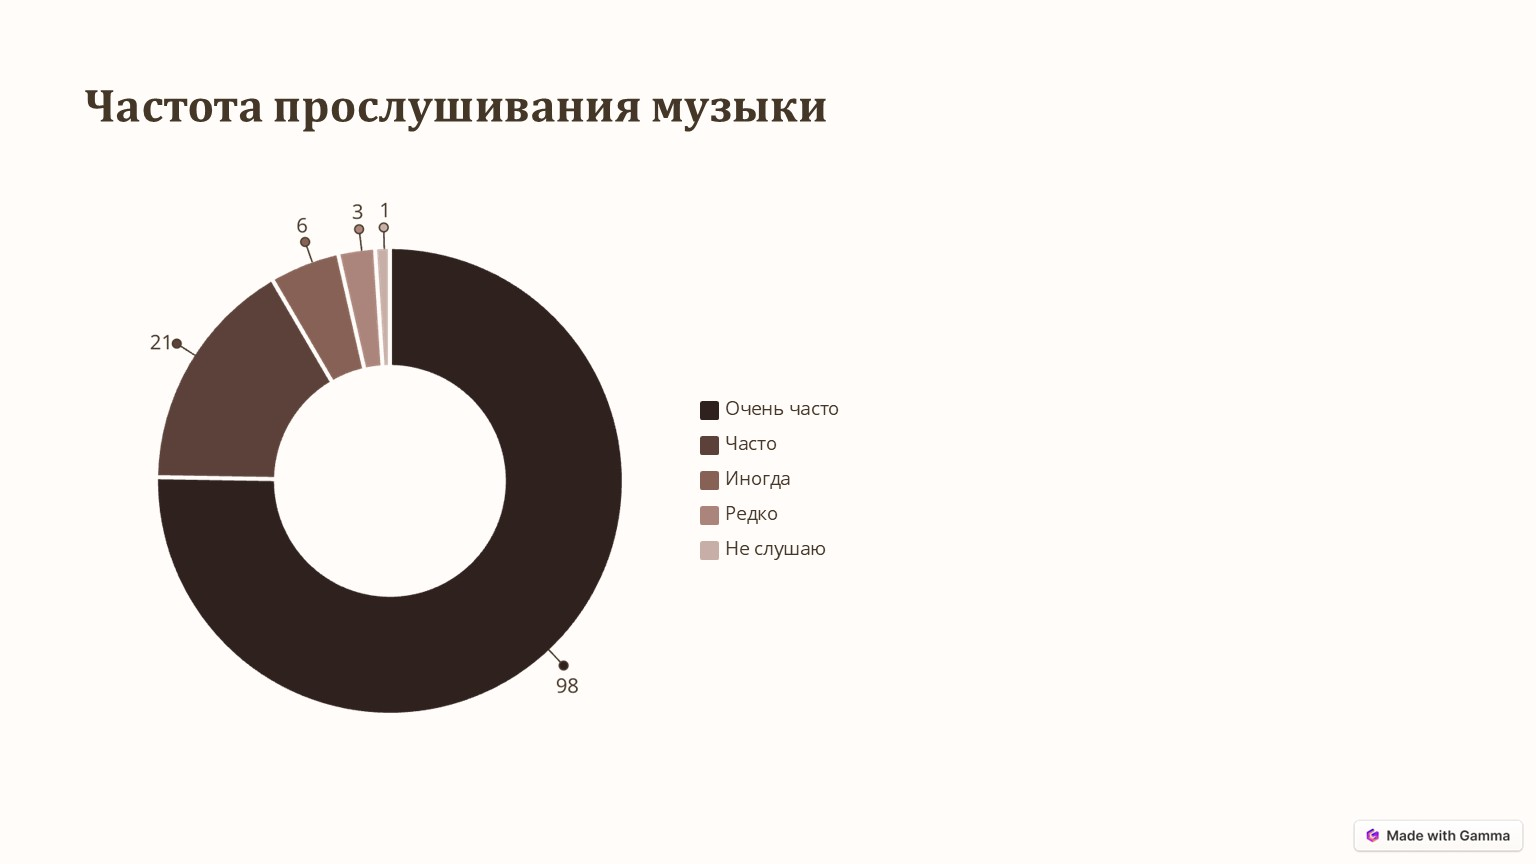 Частота прослушивания музыки
6
3
1
21
98
Очень часто
Часто
Иногда
Редко
Не слушаю
Made with Gamma